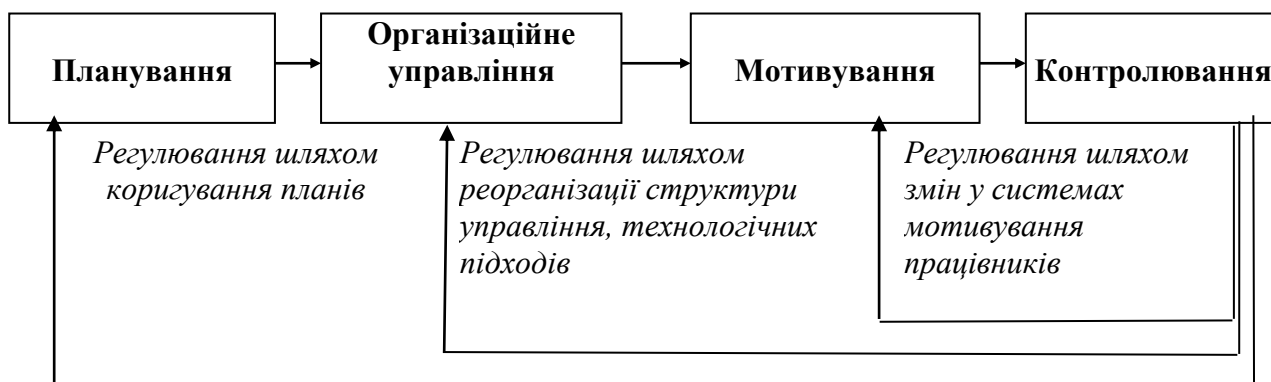 Планування
Організаційне
управління
Мотивування
Контролювання
Регулювання шляхом
коригування планів
Регулювання шляхом
реорганізації структури
управління, технологічних
підходів
Регулювання шляхом
змін у системах
мотивування
працівників